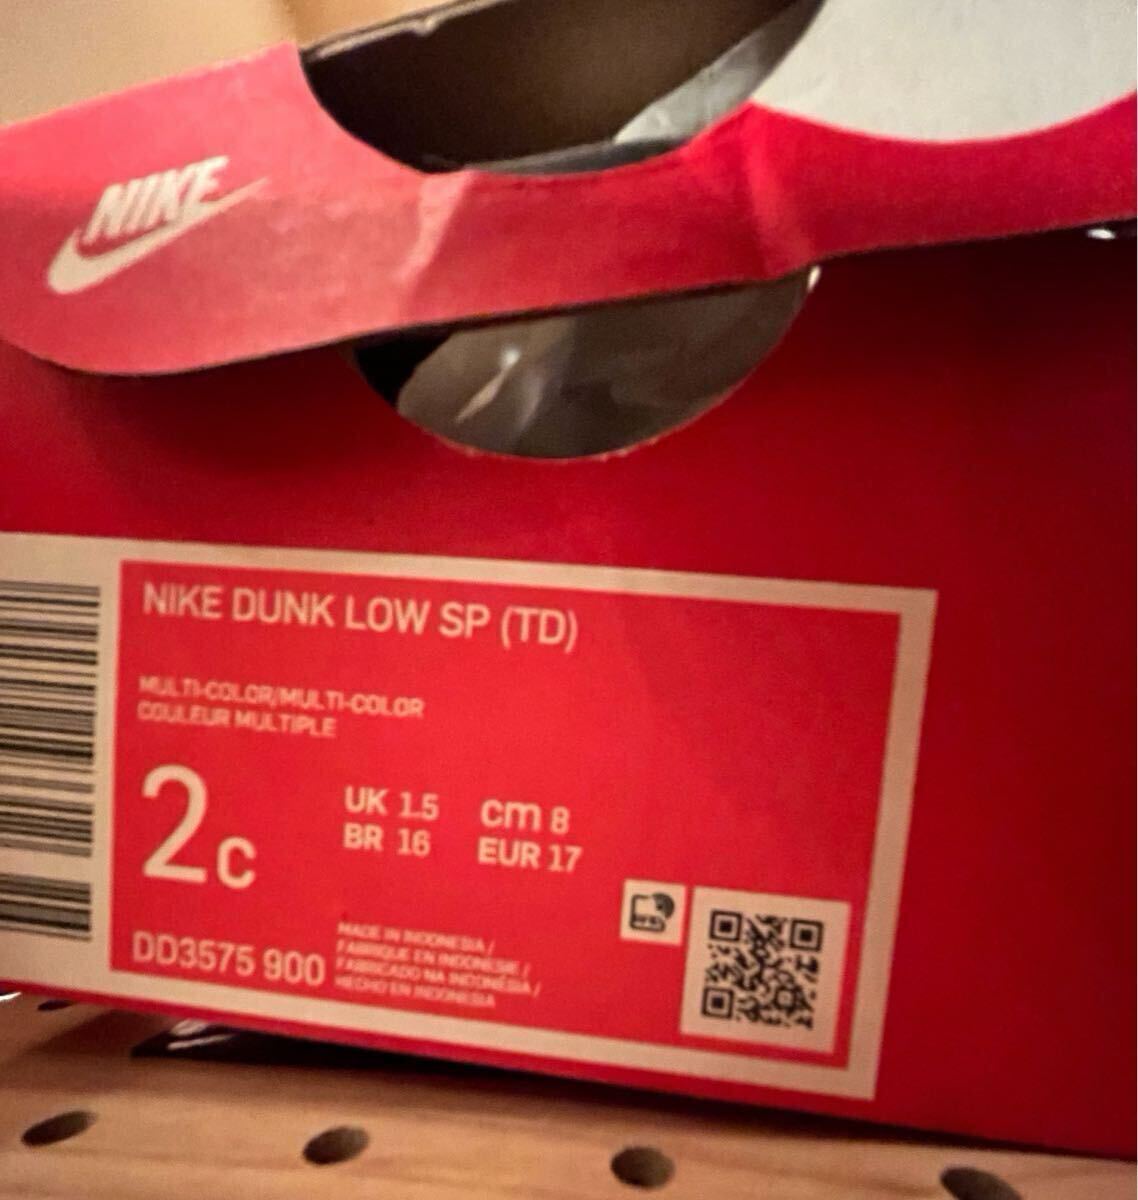 NIKE
NIKE DUNK LOW SP (TD)
MULTI-COLOR/MULTI-COLOR
COULEUR MULTIPLE
2c
UK 1.5 cm 8
BR 16 EUR 17
DD3575 900
MADE IN INDONESIA /
FABRIQUE EN INDONESIE /
FABRICADO NA INDONESIA /
HECHO EN INDONESIA